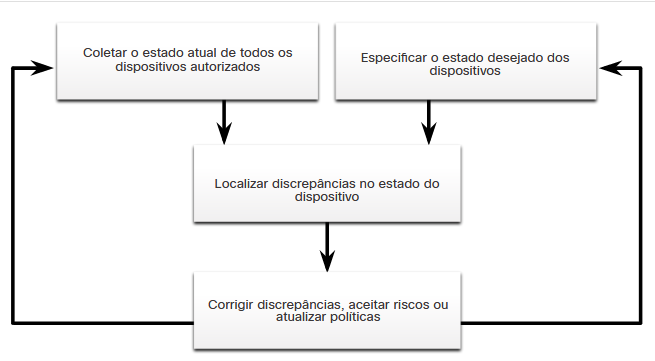 Coletar o estado atual de todos os
dispositivos autorizados
Especificar o estado desejado dos
dispositivos
Localizar discrepâncias no estado do
dispositivo
Corrigir discrepâncias, aceitar riscos ou
atualizar políticas